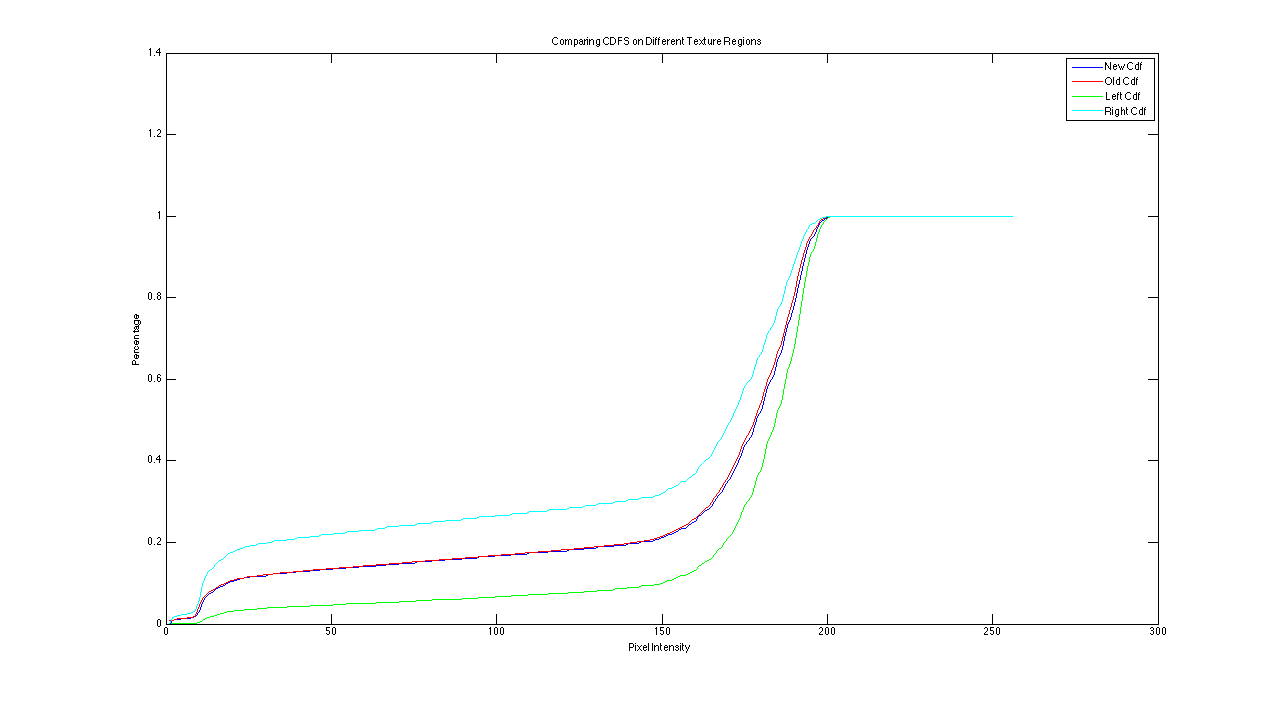 Comparing CDFS on Different Texture Regions
1.4
1.2
1
0.8
0.6
0.4
0.2
0
Percentage
New Cdf
Old Cdf
Left Cdf
Right Cdf
0
50
100
150
200
250
300
Pixel Intensity